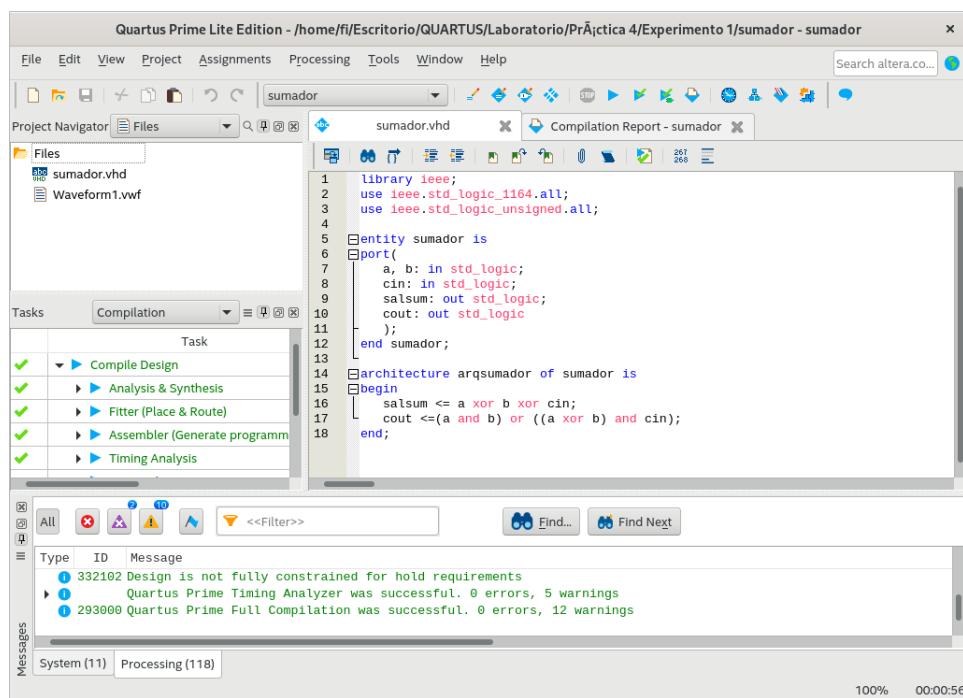 Quartus Prime Lite Edition - /home/fi/Escritorio/QUARTUS/Laboratorio/PrÃ¡ctica 4/Experimento 1/sumador - sumador
File Edit View Project Assignments Processing Tools Window Help
Search altera.co...
sumador
Project Navigator Files
sumador.vhd
Compilation Report - sumador
Files
sumador.vhd
Waveform1.vwf
267
268
1 library ieee;
2 use ieee.std_logic_1164.all;
3 use ieee.std_logic_unsigned.all;
4
5 entity sumador is
6 port(
7 a, b: in std_logic;
8 cin: in std_logic;
9 salsum: out std_logic;
10 cout: out std_logic
11 );
12 end sumador;
13
14 architecture arqsumador of sumador is
15 begin
16 salsum <= a xor b xor cin;
17 cout <=(a and b) or ((a xor b) and cin);
18 end;
Tasks Compilation
Task
Compile Design
Analysis & Synthesis
Fitter (Place & Route)
Assembler (Generate programm
Timing Analysis
All 2 10 <<Filter>> Find... Find Next
Type ID Message
332102 Design is not fully constrained for hold requirements
Quartus Prime Timing Analyzer was successful. 0 errors, 5 warnings
293000 Quartus Prime Full Compilation was successful. 0 errors, 12 warnings
Messages
System (11) Processing (118)
100% 00:00:56